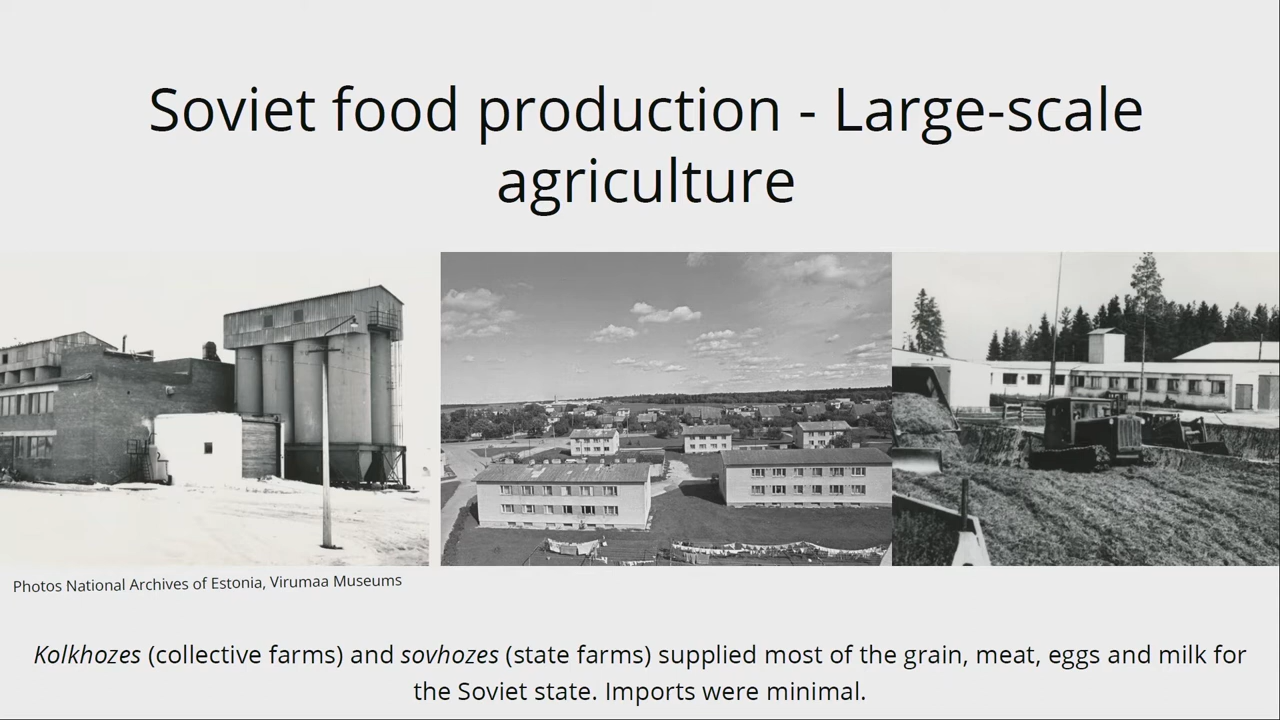 Soviet food production - Large-scale
agriculture
Photos National Archives of Estonia, Virumaa Museums
Kolkhozes (collective farms) and sovhozes (state farms) supplied most of the grain, meat, eggs and milk for
the Soviet state. Imports were minimal.